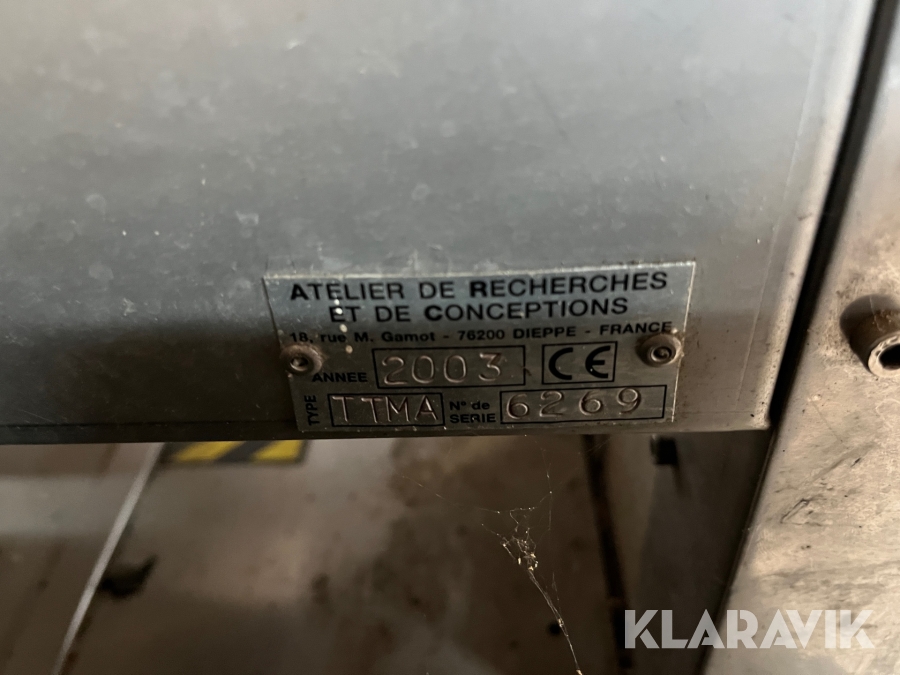 ATELIER DE RECHERCHES
ET DE CONCEPTIONS
18, rue M. Gamot - 76200 DIEPPE - FRANCE
ANNEE 2003 CE
TYPE TTMA N° de SERIE 6269
KLARAVIK